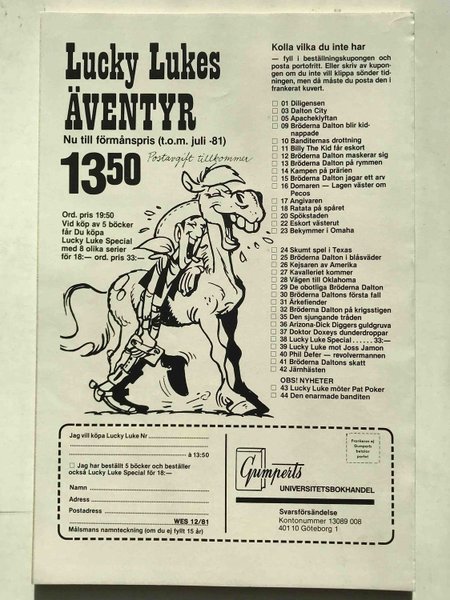 Lucky Lukes
ÄVENTYR
Nu till förmånspris (t.o.m. juli -81)
13.50 Postavgift tillkommer
Ord. pris 19:50
Vid köp av 5 böcker
får Du köpa
Lucky Luke Special
med 8 olika serier
för 18:— ord. pris 33:—
Kolla vilka du inte har
— fyll i beställningskupongen och
posta portofritt. Eller skriv av kupon-
gen om du inte vill klippa sönder tid-
ningen, men då måste du posta den i
frankerat kuvert.
01 Diligensen
03 Dalton City
05 Apacheklyftan
09 Bröderna Dalton blir kid-
nappade
10 Banditernas drottning
11 Billy The Kid får eskort
12 Bröderna Dalton maskerar sig
13 Bröderna Dalton på rymmen
14 Kampen på prärien
15 Bröderna Dalton jagar ett arv
16 Domaren — Lagen väster om
Pecos
17 Angivaren
18 Ratata på spåret
20 Spökstaden
22 Eskort västerut
23 Bekymmer i Omaha
24 Skumt spel i Texas
25 Bröderna Dalton i blåsväder
26 Kejsaren av Amerika
27 Kavalleriet kommer
28 Vägen till Oklahoma
29 De obotliga Bröderna Dalton
30 Bröderna Daltons första fall
31 Ärkefiender
32 Bröderna Dalton på krigsstigen
35 Den sjungande tråden
36 Arizona-Dick Diggers guldgruva
37 Doktor Doxeys dunderdroppar
38 Lucky Luke Special ...... 33:—
39 Lucky Luke mot Joss Jamon
40 Phil Defer — revolvermannen
41 Bröderna Daltons skatt
42 Järnhästen
OBS! NYHETER
43 Lucky Luke möter Pat Poker
44 Den enarmade banditen
Jag vill köpa Lucky Luke Nr
à 13:50
Jag har beställt 5 böcker och beställer
också Lucky Luke Special för 18:—
Namn
Adress
Postadress
WES 12/81
Målsmans namnteckning (om du ej fyllt 15 år)
Frankeras ej
Gumperts
betalar
portot
Gumperts
UNIVERSITETSBOKHANDEL
Svarsförsändelse
Kontonummer 13089 008
401 10 Göteborg 1